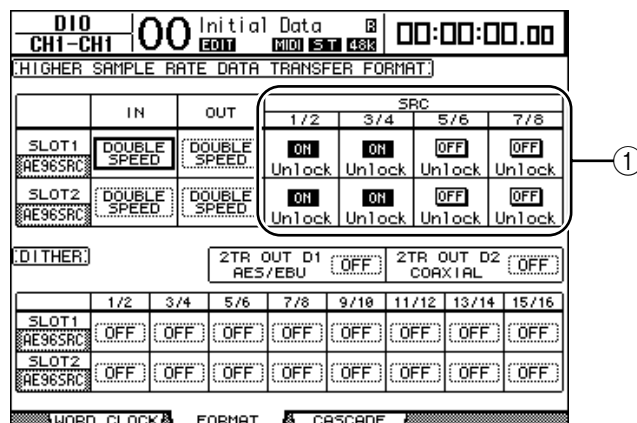 DIO
CH1-CH1
00 Initial Data R
EDIT MIDI ST 48K
00:00:00.00
HIGHER SAMPLE RATE DATA TRANSFER FORMAT
IN OUT SRC
1/2 3/4 5/6 7/8
SLOT1 DOUBLE SPEED DOUBLE SPEED ON ON OFF OFF
AE96SRC Unlock Unlock Unlock Unlock
SLOT2 DOUBLE SPEED DOUBLE SPEED ON ON OFF OFF
AE96SRC Unlock Unlock Unlock Unlock
1
DITHER
2TR OUT D1 AES/EBU OFF 2TR OUT D2 COAXIAL OFF
1/2 3/4 5/6 7/8 9/10 11/12 13/14 15/16
SLOT1 AE96SRC OFF OFF OFF OFF OFF OFF OFF OFF
SLOT2 AE96SRC OFF OFF OFF OFF OFF OFF OFF OFF
WORD CLOCK FORMAT CASCADE